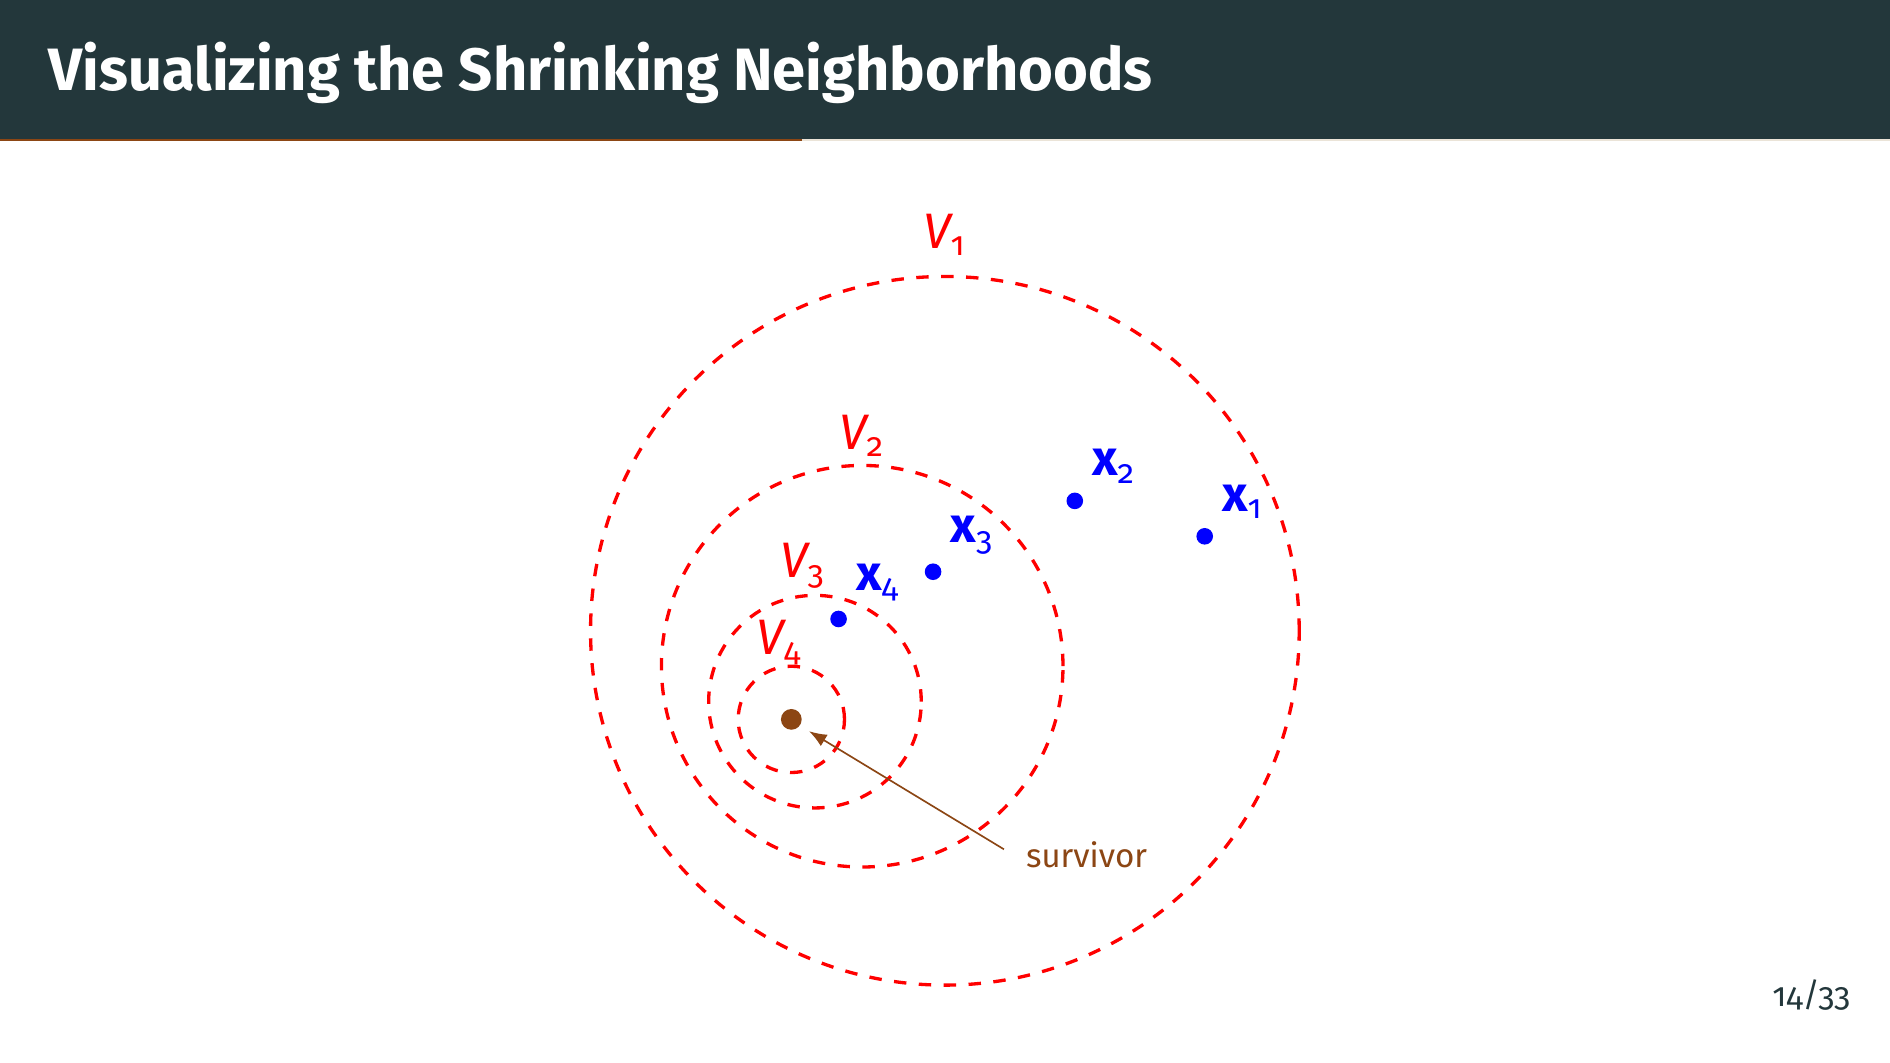 Visualizing the Shrinking Neighborhoods
V₁
V₂
x₂
x₁
x₃
V₃
x₄
V₄
survivor
14/33